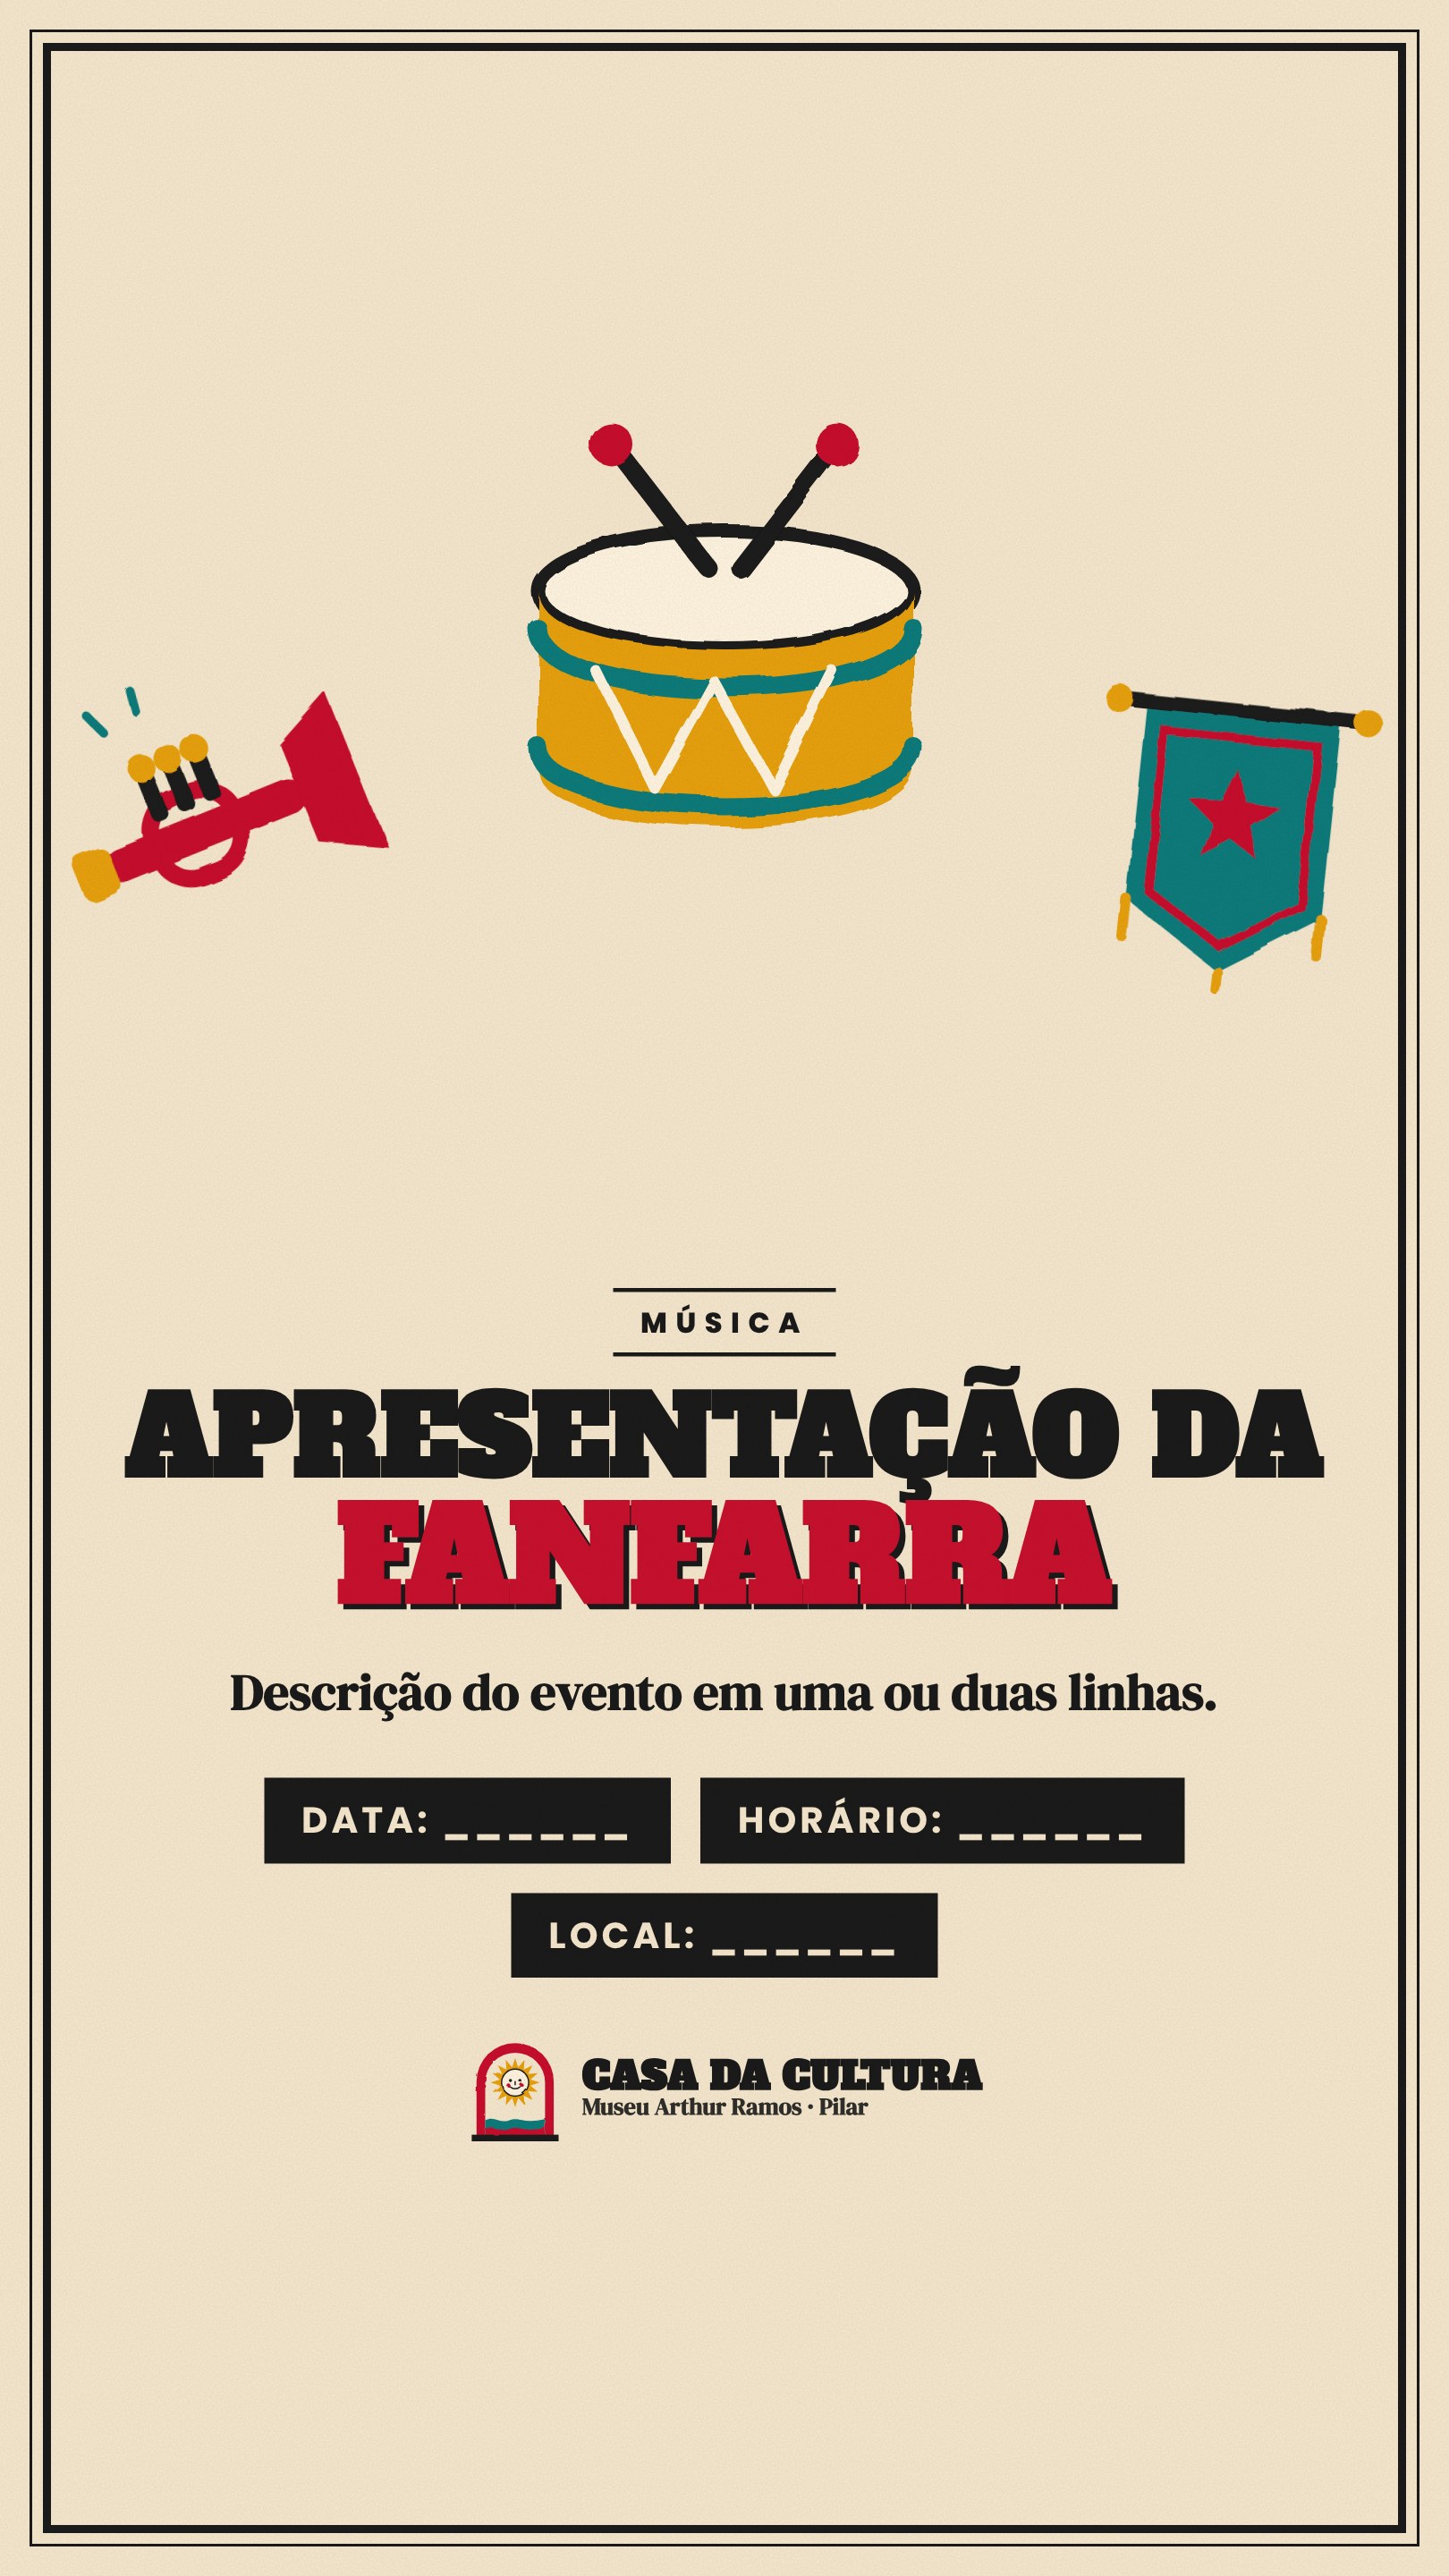 MÚSICA
APRESENTAÇÃO DA
FANFARRA
Descrição do evento em uma ou duas linhas.
DATA: ______ HORÁRIO: ______
LOCAL: ______
CASA DA CULTURA
Museu Arthur Ramos • Pilar